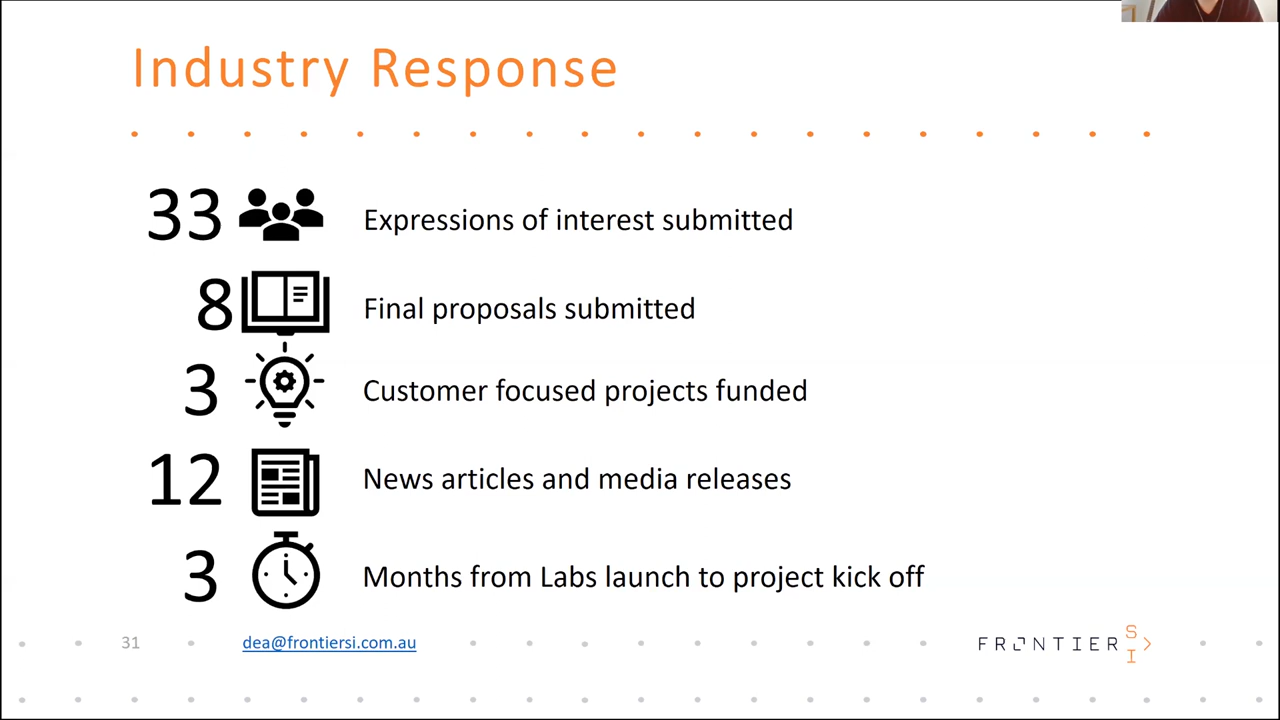 Industry Response
33 Expressions of interest submitted
8 Final proposals submitted
3 Customer focused projects funded
12 News articles and media releases
3 Months from Labs launch to project kick off
31 dea@frontiersi.com.au FRONTIER SI